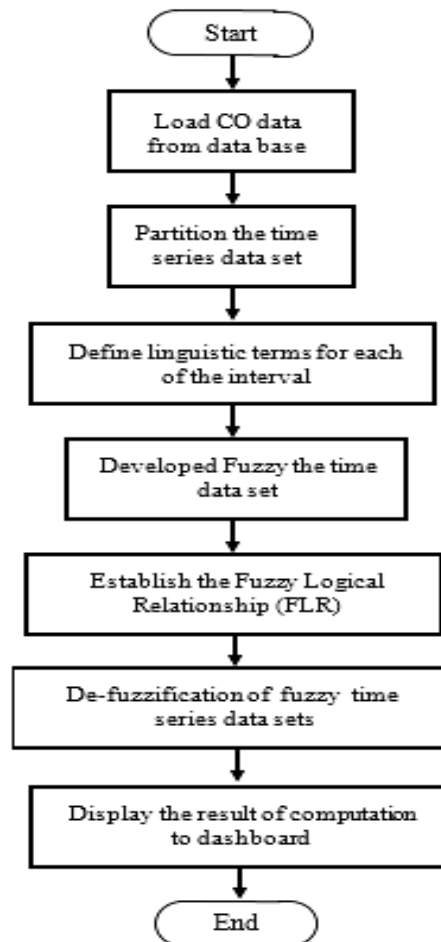 Start
Load CO data
from data base
Partition the time
series data set
Define linguistic terms for each
of the interval
Developed Fuzzy the time
data set
Establish the Fuzzy Logical
Relationship (FLR)
De-fuzzification of fuzzy time
series data sets
Display the result of computation
to dashboard
End